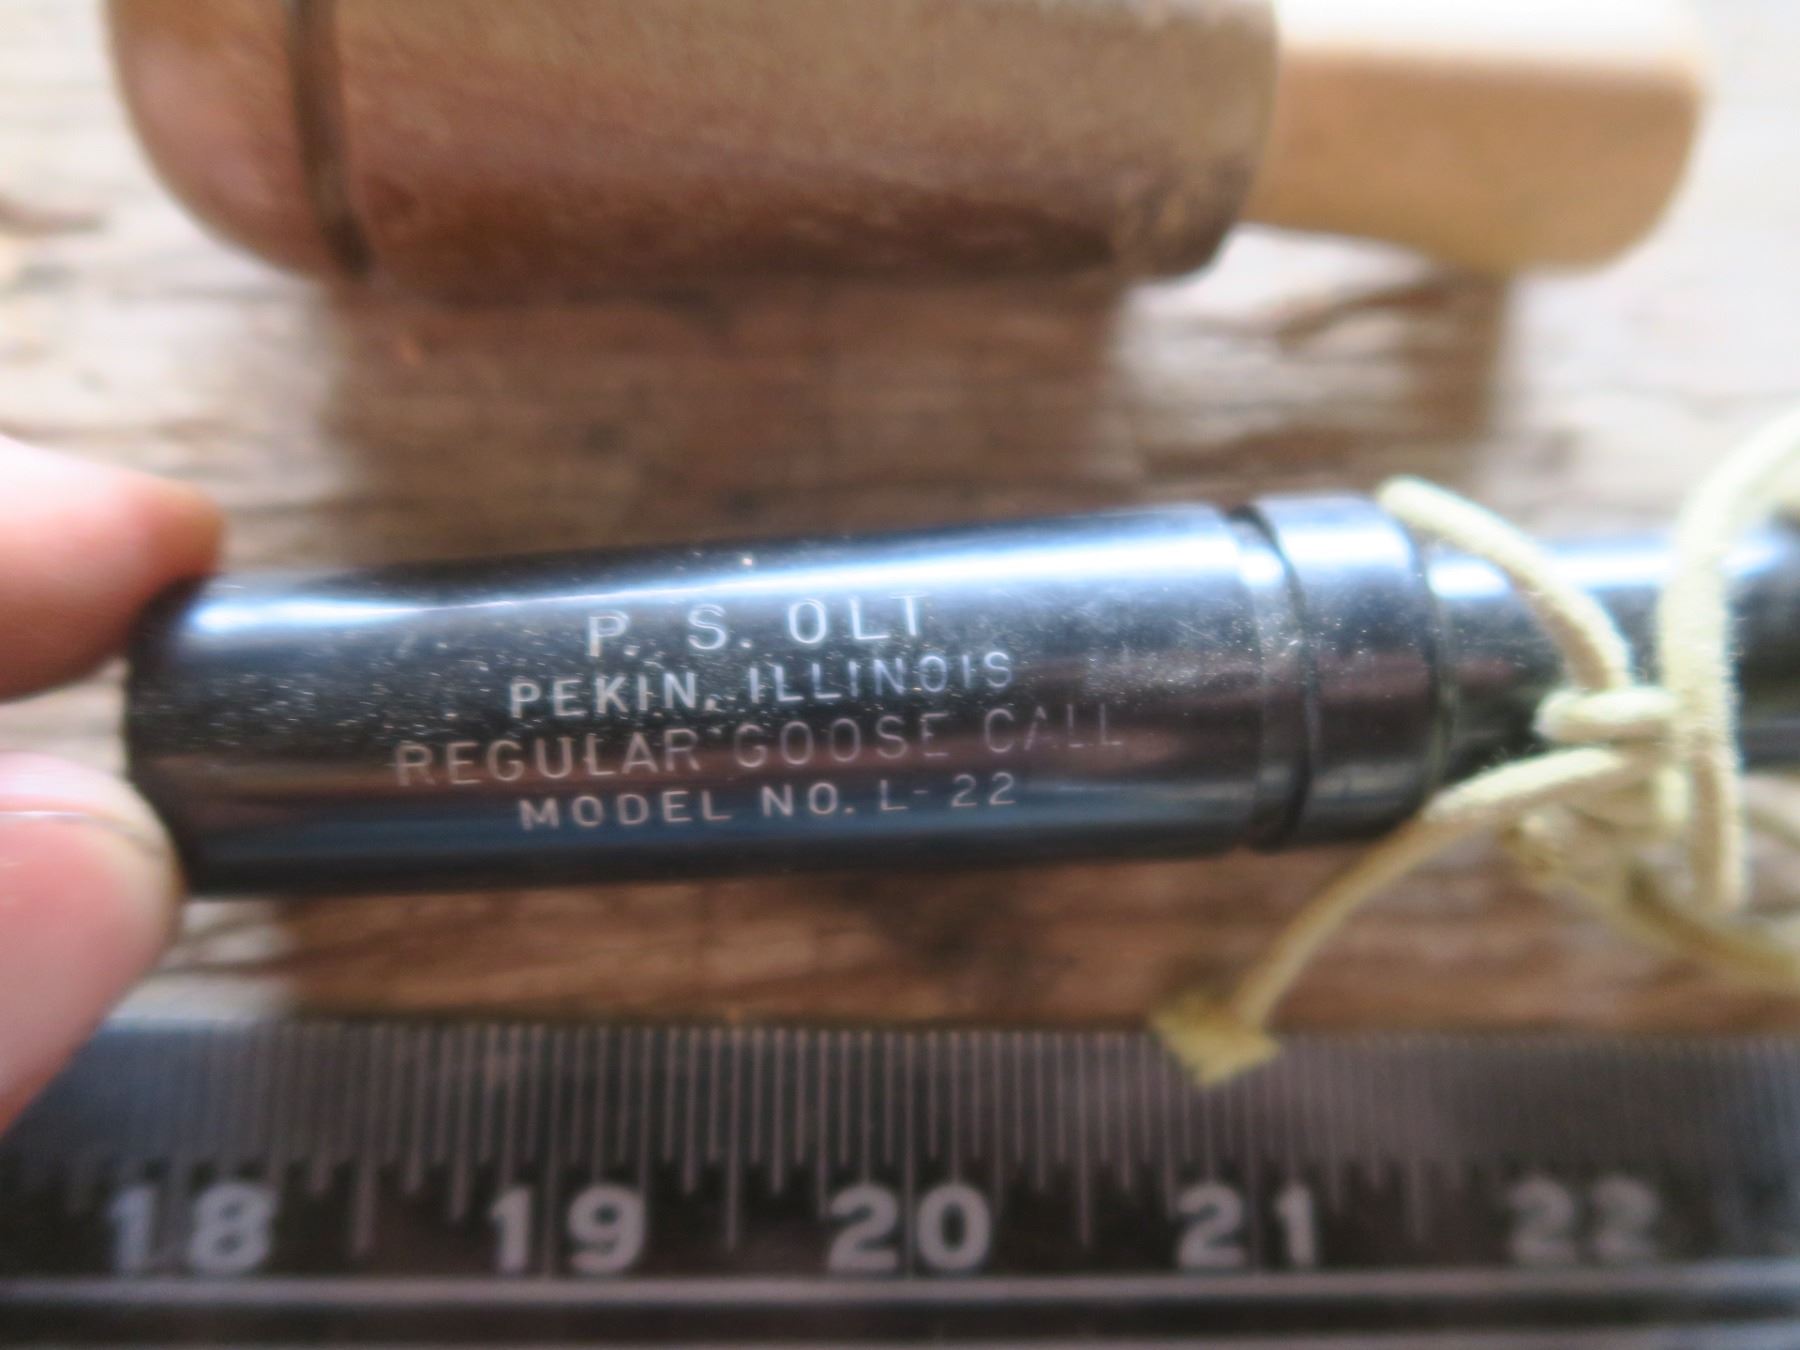 P. S. OLT
PEKIN, ILLINOIS
REGULAR GOOSE CALL
MODEL NO. L-22
18 19 20 21 22